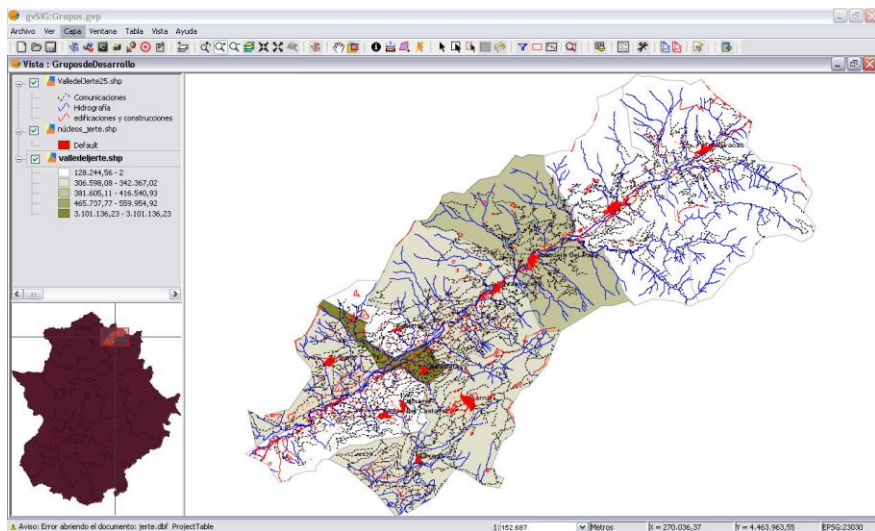 gvSIG:Grupos.gvp
Archivo Ver Capa Ventana Tabla Vista Ayuda
Vista : GruposdeDesarrollo
ValledelJerte25.shp
Comunicaciones
Hidrografía
edificaciones y construcciones
núdeos_jerte.shp
Default
valledeljerte.shp
128.244,56 - 2
306.598,08 - 342.367,02
381.605,11 - 416.540,93
465.737,77 - 559.954,92
3.101.136,23 - 3.101.136,23
Aviso: Error abriendo el documento: jerte.dbf ProjectTable
1:162.687
Metros
X = 270.036,37
Y = 4.463.963,55
EPSG:23030